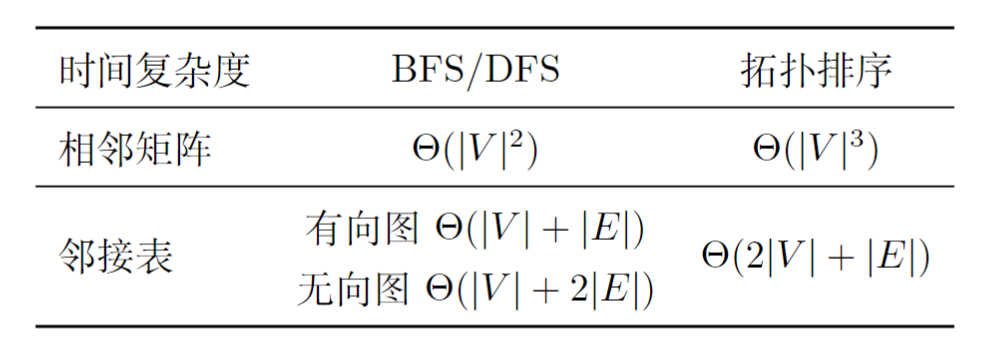 时间复杂度 BFS/DFS 拓扑排序
相邻矩阵 Θ(|V|²) Θ(|V|³)
邻接表 有向图 Θ(|V| + |E|) Θ(2|V| + |E|)
无向图 Θ(|V| + 2|E|)